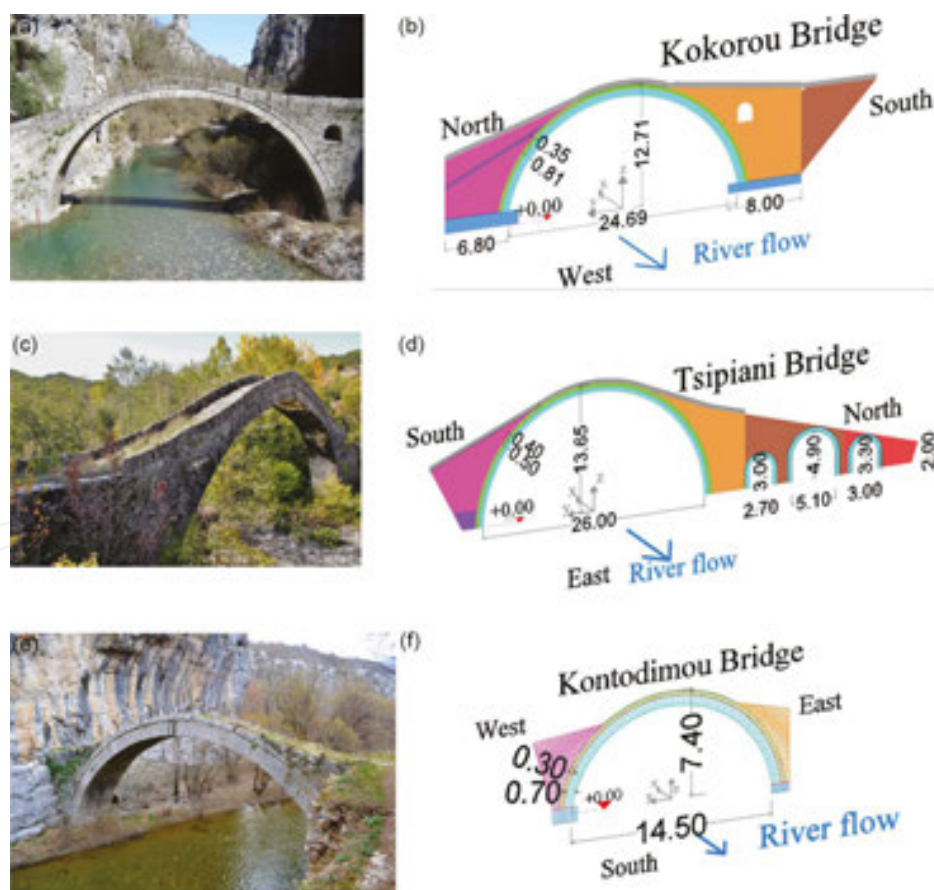 (a)
(b)
Kokorou Bridge
North
South
0.35
0.81
12.71
+0.00
24.69
6.80
8.00
River flow
West
(c)
(d)
Tsipiani Bridge
South
North
0.40
0.50
13.65
+0.00
26.00
3.00
4.90
3.30
2.00
2.70
5.10
3.00
East
River flow
(e)
(f)
Kontodimou Bridge
West
East
0.30
0.70
7.40
+0.00
14.50
River flow
South